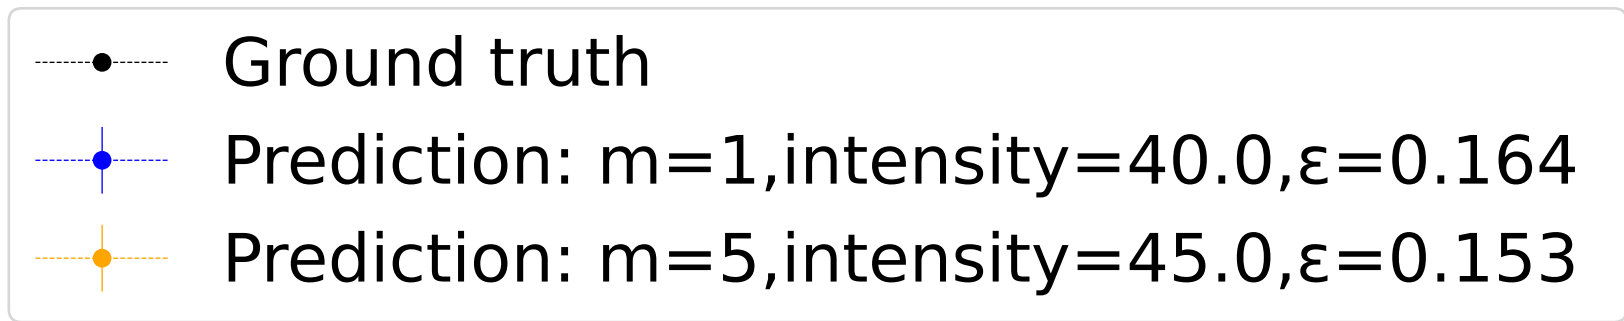 Ground truth
Prediction: m=1,intensity=40.0,ε=0.164
Prediction: m=5,intensity=45.0,ε=0.153